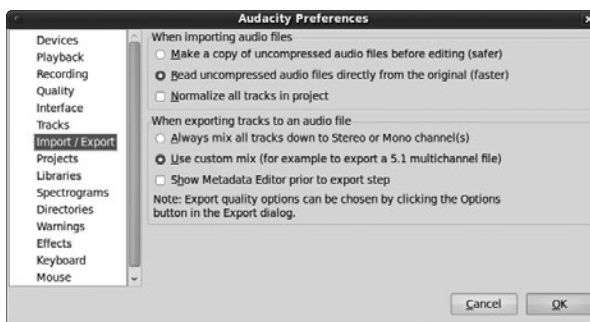 Audacity Preferences
Devices
Playback
Recording
Quality
Interface
Tracks
Import / Export
Projects
Libraries
Spectrograms
Directories
Warnings
Effects
Keyboard
Mouse
When importing audio files
Make a copy of uncompressed audio files before editing (safer)
Read uncompressed audio files directly from the original (faster)
Normalize all tracks in project
When exporting tracks to an audio file
Always mix all tracks down to Stereo or Mono channel(s)
Use custom mix (for example to export a 5.1 multichannel file)
Show Metadata Editor prior to export step
Note: Export quality options can be chosen by clicking the Options
button in the Export dialog.
Cancel
OK